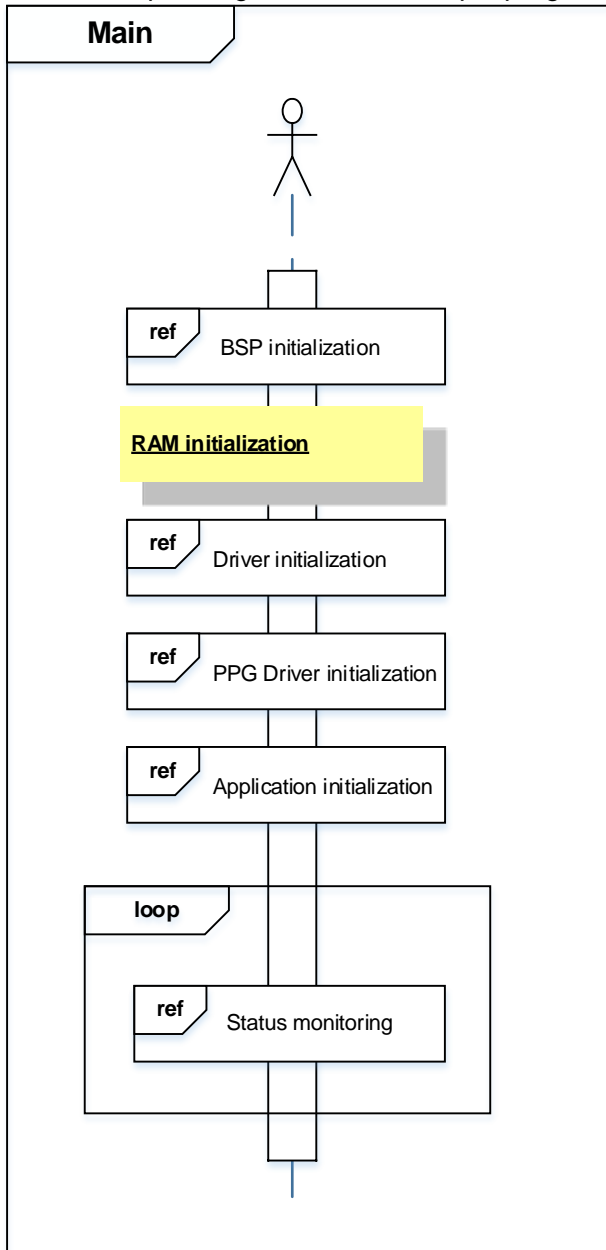 Main
ref
BSP initialization
RAM initialization
ref
Driver initialization
ref
PPG Driver initialization
ref
Application initialization
loop
ref
Status monitoring